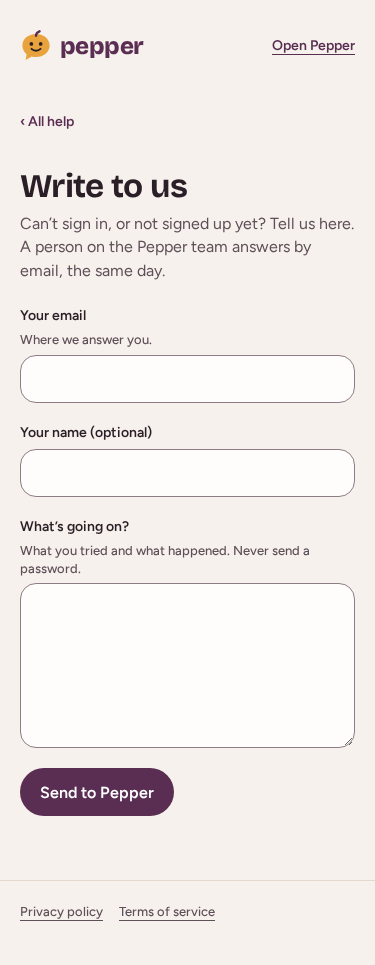 pepper
Open Pepper
‹ All help
Write to us
Can’t sign in, or not signed up yet? Tell us here.
A person on the Pepper team answers by
email, the same day.
Your email
Where we answer you.
Your name (optional)
What’s going on?
What you tried and what happened. Never send a
password.
Send to Pepper
Privacy policy
Terms of service